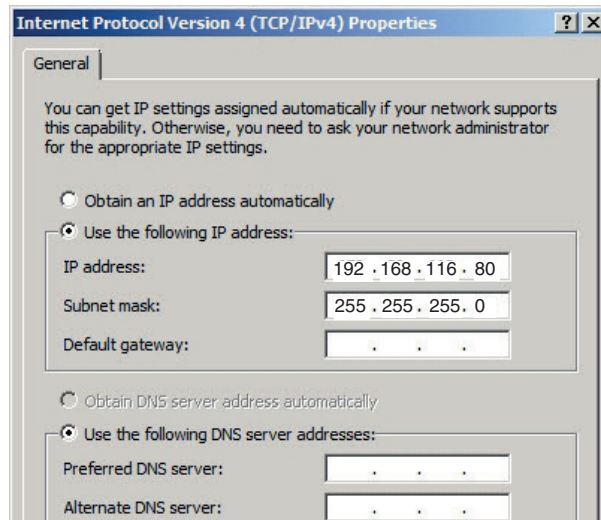 Internet Protocol Version 4 (TCP/IPv4) Properties ? X
General
You can get IP settings assigned automatically if your network supports
this capability. Otherwise, you need to ask your network administrator
for the appropriate IP settings.
Obtain an IP address automatically
Use the following IP address:
IP address: 192 . 168 . 116 . 80
Subnet mask: 255 . 255 . 255 . 0
Default gateway: . . .
Obtain DNS server address automatically
Use the following DNS server addresses:
Preferred DNS server: . . .
Alternate DNS server: . . .